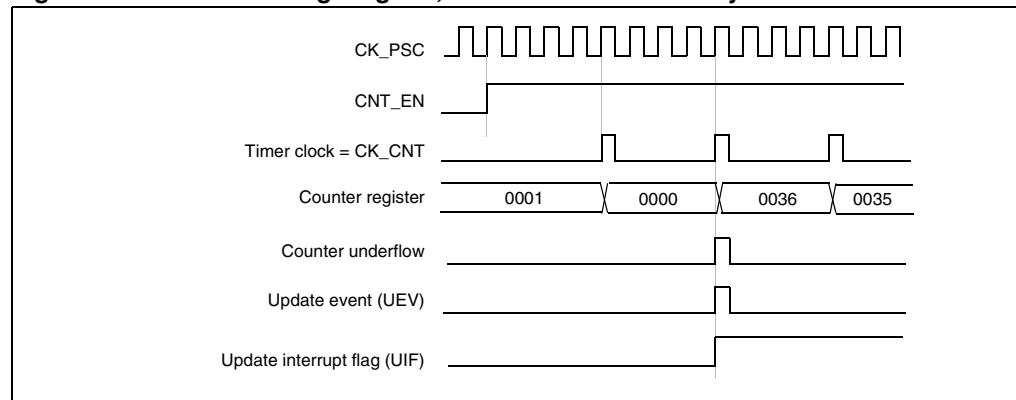 CK_PSC
CNT_EN
Timer clock = CK_CNT
Counter register 0001 0000 0036 0035
Counter underflow
Update event (UEV)
Update interrupt flag (UIF)